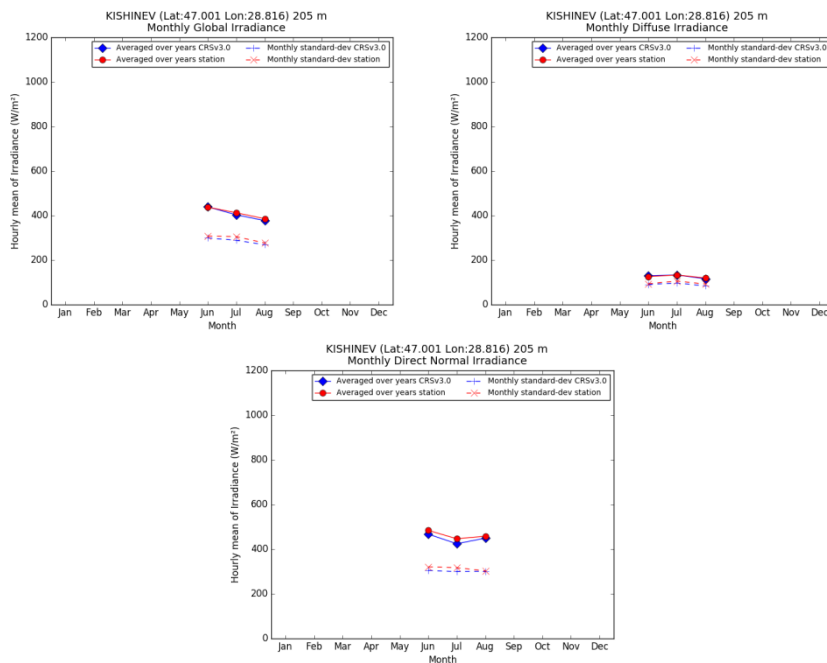 KISHINEV (Lat:47.001 Lon:28.816) 205 m
Monthly Global Irradiance
Averaged over years CRSv3.0
Averaged over years station
Monthly standard-dev CRSv3.0
Monthly standard-dev station
Hourly mean of Irradiance (W/m²)
1200
1000
800
600
400
200
0
Jan Feb Mar Apr May Jun Jul Aug Sep Oct Nov Dec
Month
KISHINEV (Lat:47.001 Lon:28.816) 205 m
Monthly Diffuse Irradiance
Averaged over years CRSv3.0
Averaged over years station
Monthly standard-dev CRSv3.0
Monthly standard-dev station
Hourly mean of Irradiance (W/m²)
1200
1000
800
600
400
200
0
Jan Feb Mar Apr May Jun Jul Aug Sep Oct Nov Dec
Month
KISHINEV (Lat:47.001 Lon:28.816) 205 m
Monthly Direct Normal Irradiance
Averaged over years CRSv3.0
Averaged over years station
Monthly standard-dev CRSv3.0
Monthly standard-dev station
Hourly mean of Irradiance (W/m²)
1200
1000
800
600
400
200
0
Jan Feb Mar Apr May Jun Jul Aug Sep Oct Nov Dec
Month